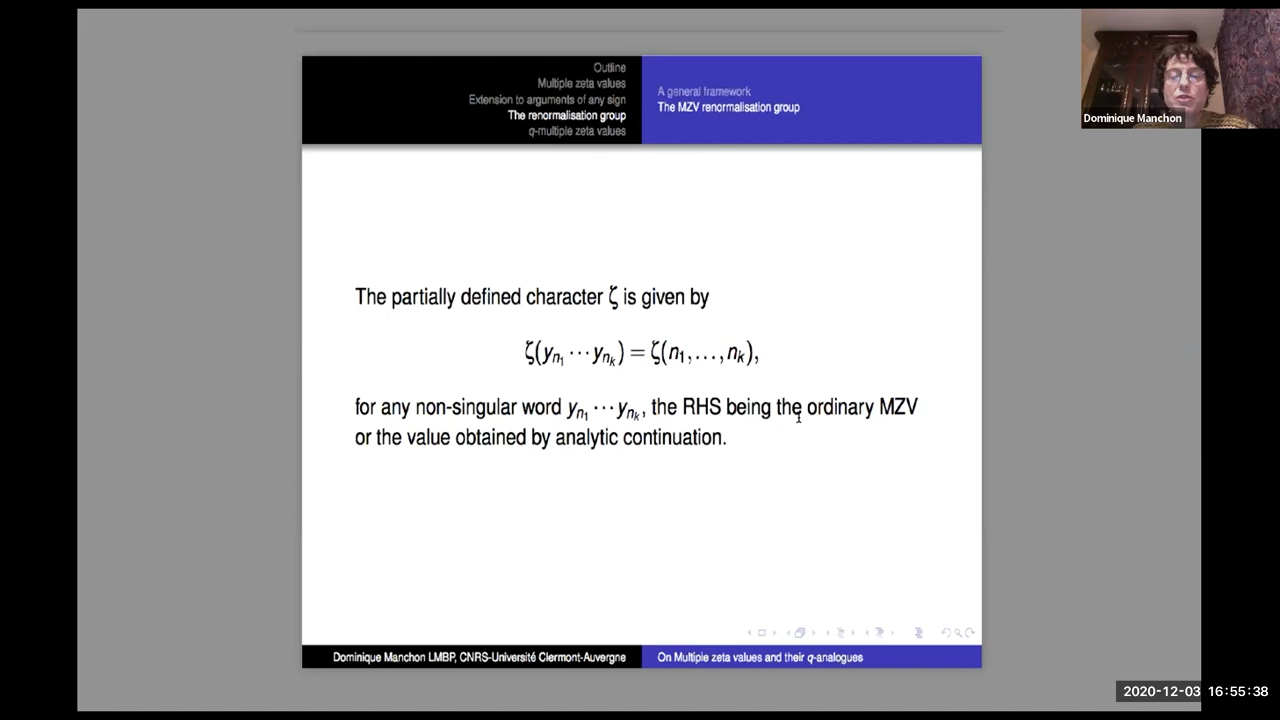 Outline
Multiple zeta values
Extension to arguments of any sign
The renormalisation group
q-multiple zeta values
A general framework
The MZV renormalisation group
Dominique Manchon
The partially defined character ζ is given by
ζ(y_{n_1} ⋯ y_{n_k}) = ζ(n_1, …, n_k),
for any non-singular word y_{n_1} ⋯ y_{n_k}, the RHS being the ordinary MZV
or the value obtained by analytic continuation.
Dominique Manchon LMBP, CNRS-Université Clermont-Auvergne
On Multiple zeta values and their q-analogues
2020-12-03 16:55:38